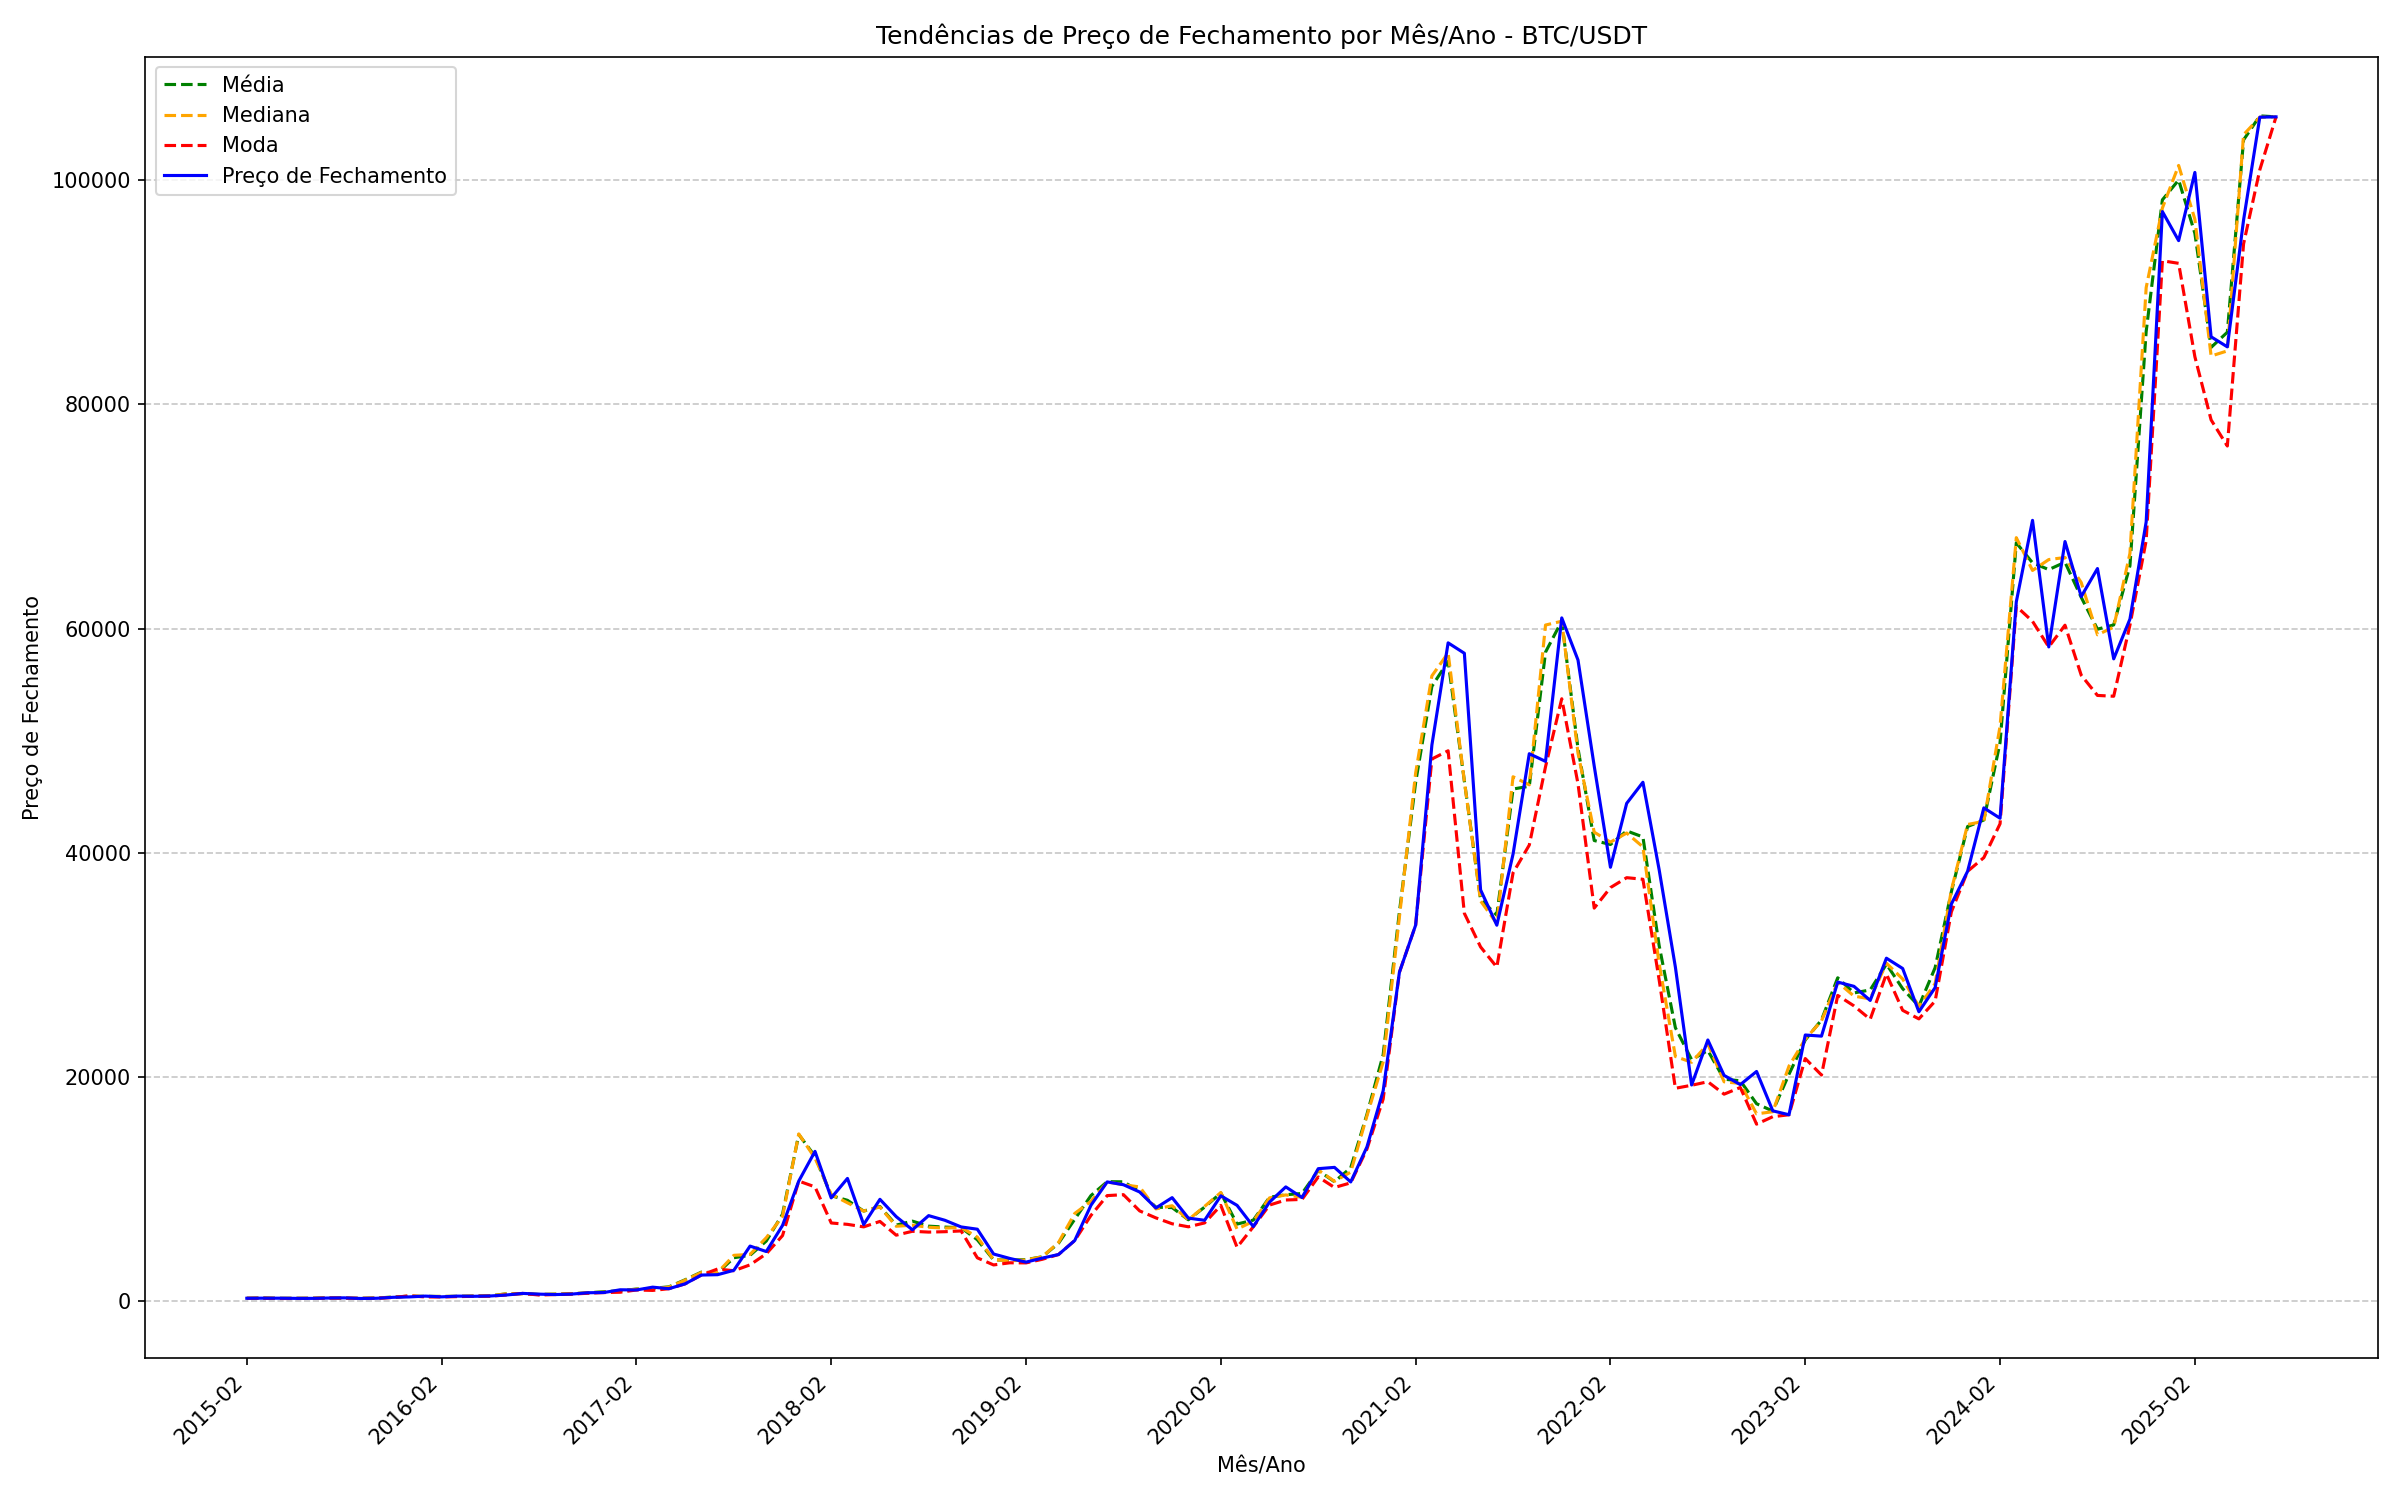 Tendências de Preço de Fechamento por Mês/Ano - BTC/USDT
Média
Mediana
Moda
Preço de Fechamento
100000
80000
60000
40000
20000
0
Preço de Fechamento
2015-02
2016-02
2017-02
2018-02
2019-02
2020-02
2021-02
2022-02
2023-02
2024-02
2025-02
Mês/Ano